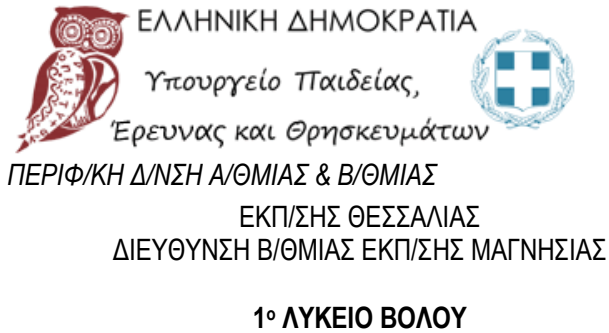 ΕΛΛΗΝΙΚΗ ΔΗΜΟΚΡΑΤΙΑ
Υπουργείο Παιδείας,
Έρευνας και Θρησκευμάτων
ΠΕΡΙΦ/ΚΗ Δ/ΝΣΗ Α/ΘΜΙΑΣ & Β/ΘΜΙΑΣ
ΕΚΠ/ΣΗΣ ΘΕΣΣΑΛΙΑΣ
ΔΙΕΥΘΥΝΣΗ Β/ΘΜΙΑΣ ΕΚΠ/ΣΗΣ ΜΑΓΝΗΣΙΑΣ
1ο ΛΥΚΕΙΟ ΒΟΛΟΥ